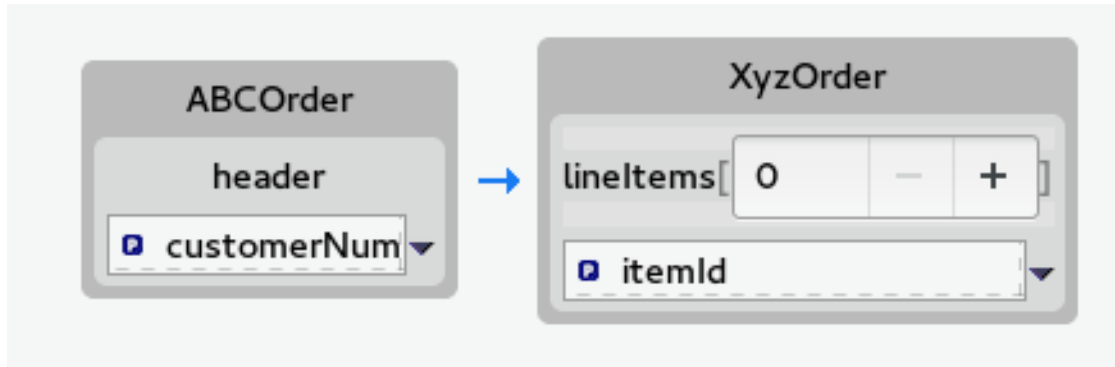 ABCOrder
header
customerNum
XyzOrder
lineItems[ 0 − + ]
itemId